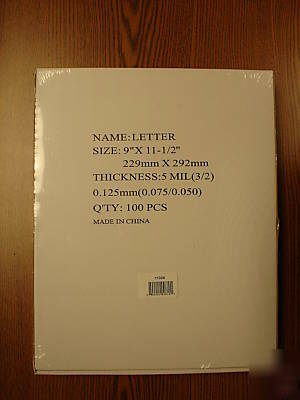 NAME: LETTER
SIZE: 9"X 11-1/2"
229mm X 292mm
THICKNESS:5 MIL(3/2)
0.125mm(0.075/0.050)
Q'TY: 100 PCS
MADE IN CHINA